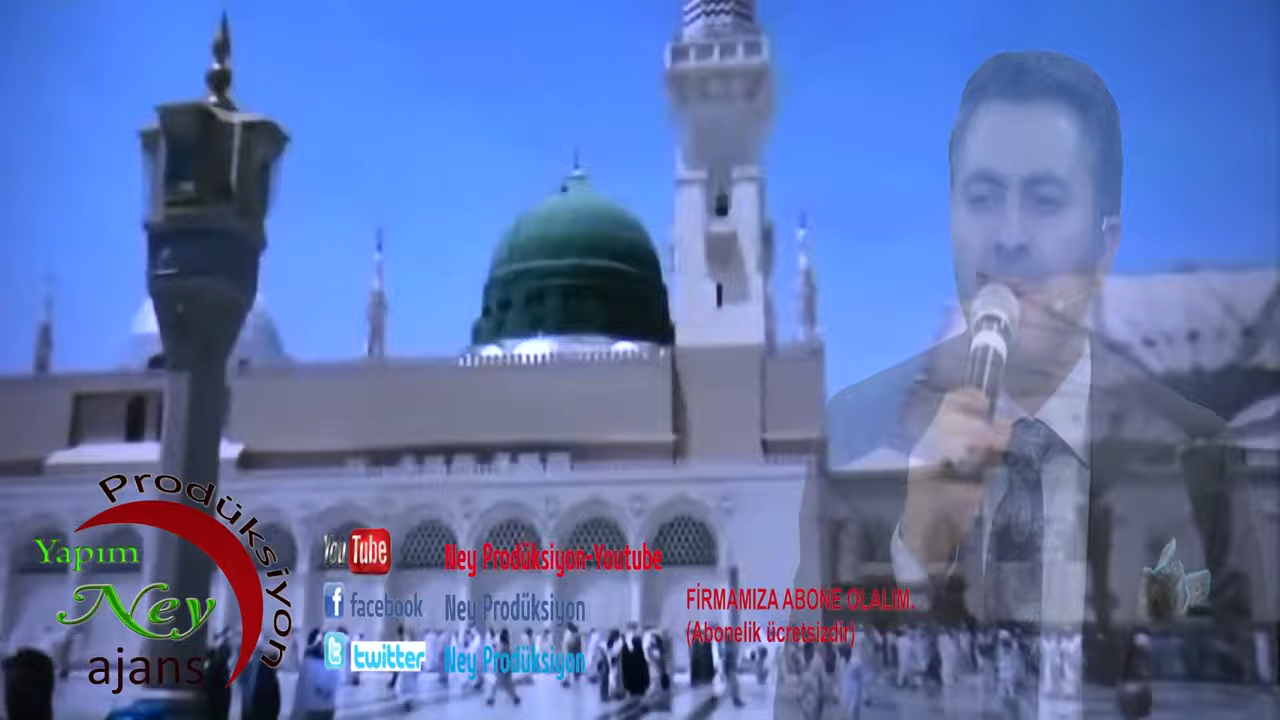 Prodüksiyon
Yapım
Ney
ajans
YouTube
Ney Prodüksiyon-Youtube
facebook
Ney Prodüksiyon
twitter
Ney Prodüksiyon
FİRMAMIZA ABONE OLALIM.
(Abonelik ücretsizdir)